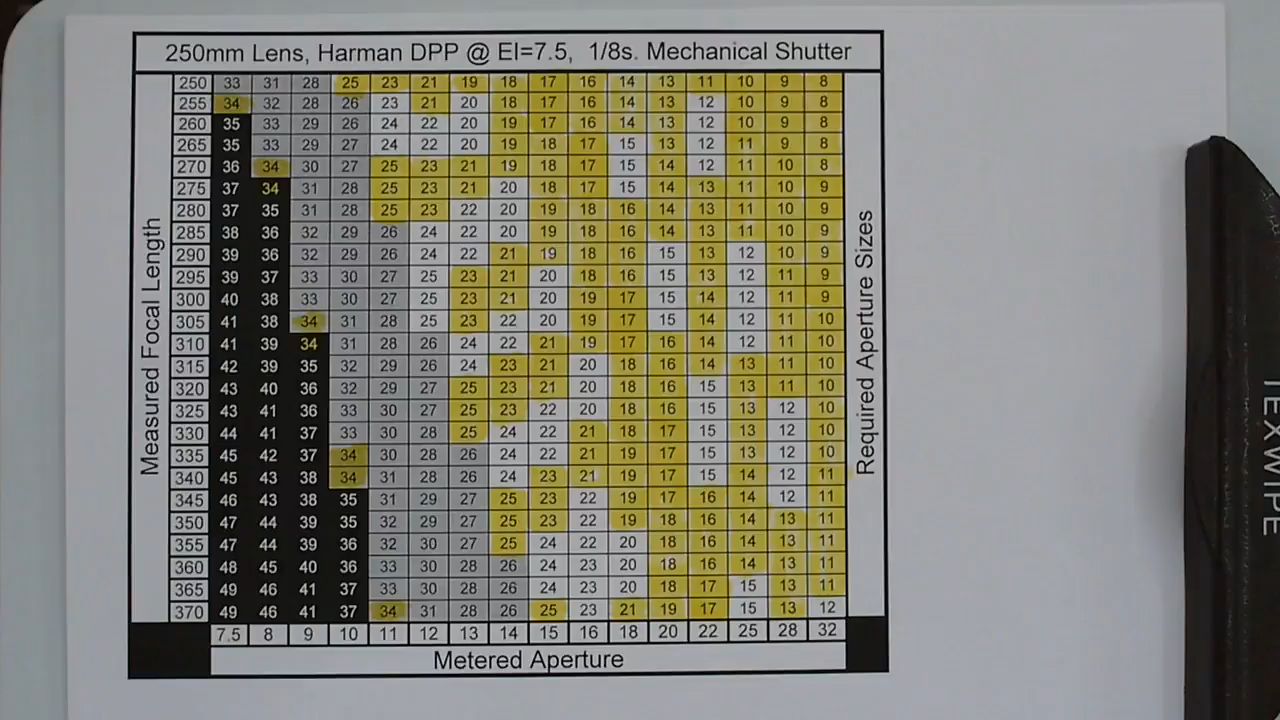 250mm Lens, Harman DPP @ EI=7.5, 1/8s. Mechanical Shutter
Measured Focal Length
250 33 31 28 25 23 21 19 18 17 16 14 13 11 10 9 8
255 34 32 28 26 23 21 20 18 17 16 14 13 12 10 9 8
260 35 33 29 26 24 22 20 19 17 16 14 13 12 10 9 8
265 35 33 29 27 24 22 20 19 18 17 15 13 12 11 9 8
270 36 34 30 27 25 23 21 19 18 17 15 14 12 11 10 8
275 37 34 31 28 25 23 21 20 18 17 15 14 13 11 10 9
280 37 35 31 28 25 23 22 20 19 18 16 14 13 11 10 9
285 38 36 32 29 26 24 22 20 19 18 16 14 13 11 10 9
290 39 36 32 29 26 24 22 21 19 18 16 15 13 12 10 9
295 39 37 33 30 27 25 23 21 20 18 16 15 13 12 11 9
300 40 38 33 30 27 25 23 21 20 19 17 15 14 12 11 9
305 41 38 34 31 28 25 23 22 20 19 17 15 14 12 11 10
310 41 39 34 31 28 26 24 22 21 19 17 16 14 12 11 10
315 42 39 35 32 29 26 24 23 21 20 18 16 14 13 11 10
320 43 40 36 32 29 27 25 23 21 20 18 16 15 13 11 10
325 43 41 36 33 30 27 25 23 22 20 18 16 15 13 12 10
330 44 41 37 33 30 28 25 24 22 21 18 17 15 13 12 10
335 45 42 37 34 30 28 26 24 22 21 19 17 15 13 12 10
340 45 43 38 34 31 28 26 24 23 21 19 17 15 14 12 11
345 46 43 38 35 31 29 27 25 23 22 19 17 16 14 12 11
350 47 44 39 35 32 29 27 25 23 22 19 18 16 14 13 11
355 47 44 39 36 32 30 27 25 24 22 20 18 16 14 13 11
360 48 45 40 36 33 30 28 26 24 23 20 18 16 14 13 11
365 49 46 41 37 33 30 28 26 24 23 20 18 17 15 13 11
370 49 46 41 37 34 31 28 26 25 23 21 19 17 15 13 12
Required Aperture Sizes
7.5 8 9 10 11 12 13 14 15 16 18 20 22 25 28 32
Metered Aperture
TEXWIPE